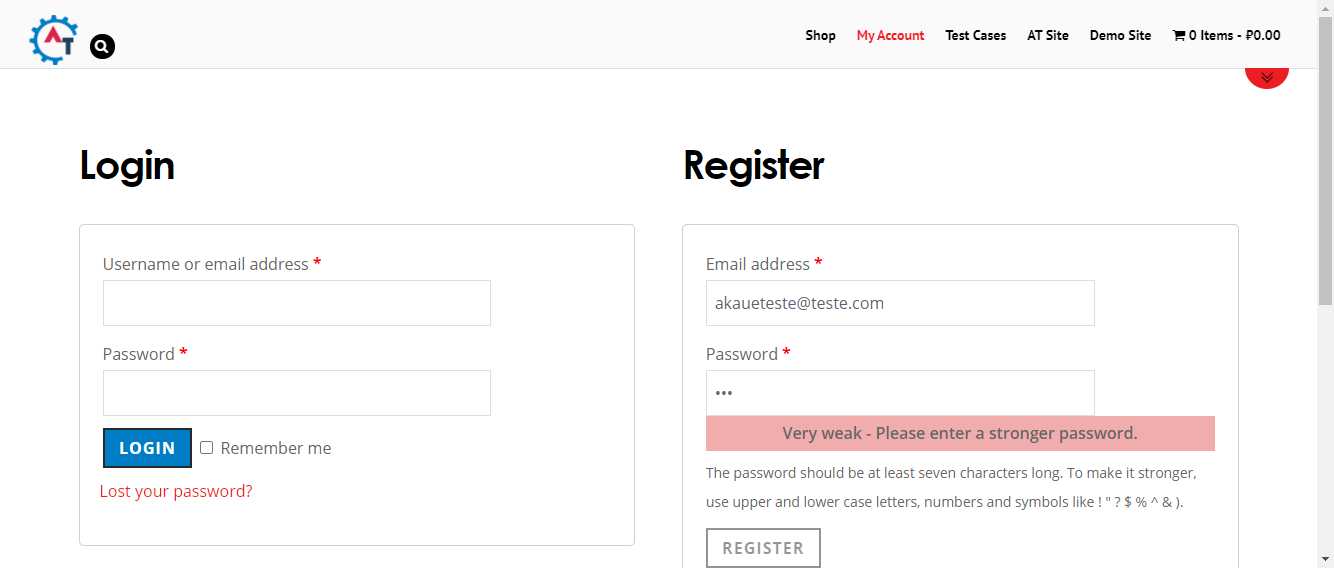 AT
Shop My Account Test Cases AT Site Demo Site 0 Items - ₽0.00
Login
Username or email address *
Password *
LOGIN Remember me
Lost your password?
Register
Email address *
akaueteste@teste.com
Password *
•••
Very weak - Please enter a stronger password.
The password should be at least seven characters long. To make it stronger,
use upper and lower case letters, numbers and symbols like ! " ? $ % ^ & ).
REGISTER